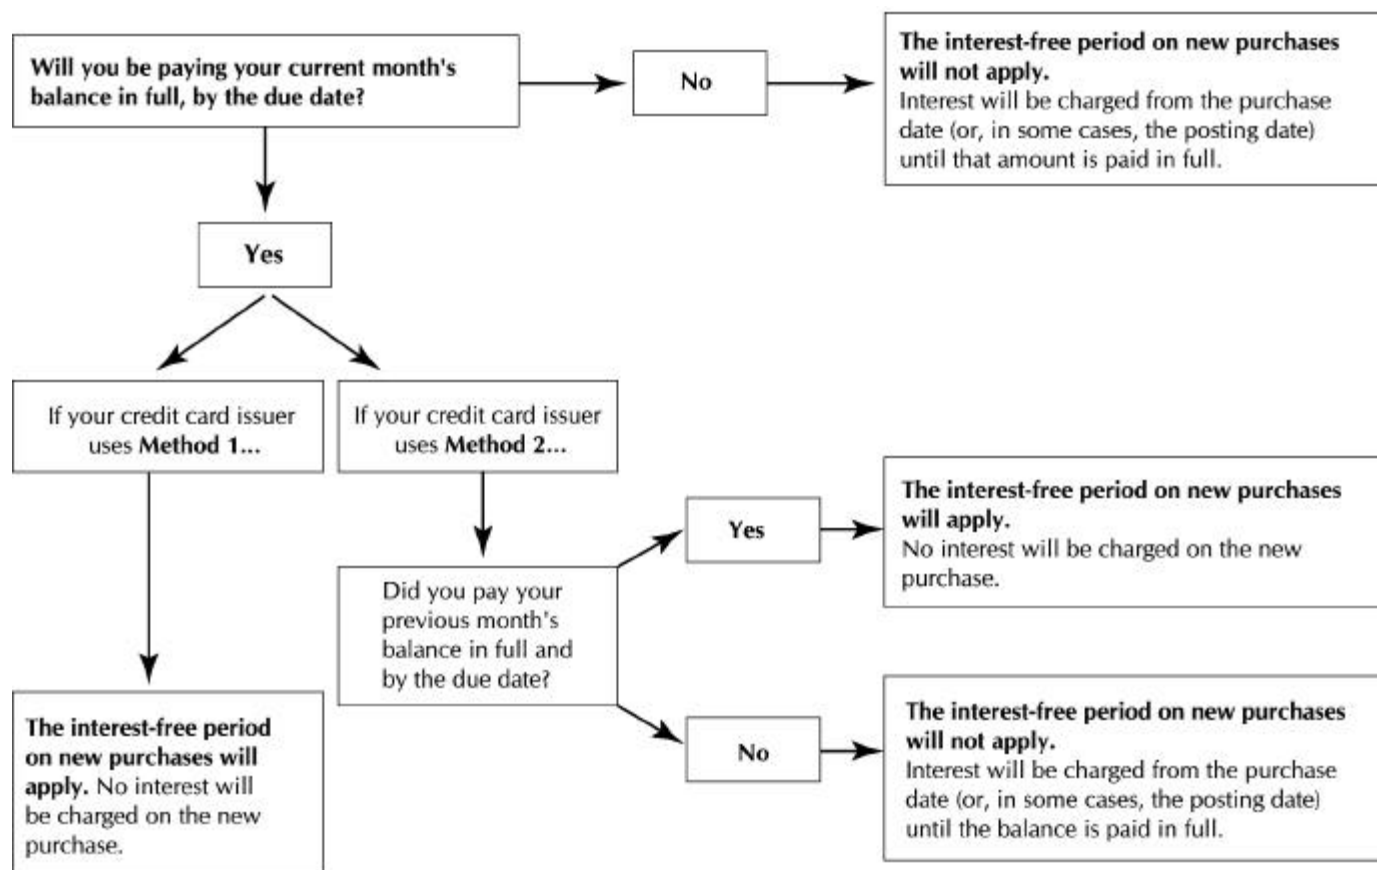 Will you be paying your current month's
balance in full, by the due date?
No
The interest-free period on new purchases
will not apply.
Interest will be charged from the purchase
date (or, in some cases, the posting date)
until that amount is paid in full.
Yes
If your credit card issuer
uses Method 1...
If your credit card issuer
uses Method 2...
Did you pay your
previous month's
balance in full and
by the due date?
Yes
The interest-free period on new purchases
will apply.
No interest will be charged on the new
purchase.
No
The interest-free period on new purchases
will not apply.
Interest will be charged from the purchase
date (or, in some cases, the posting date)
until the balance is paid in full.
The interest-free period
on new purchases will
apply. No interest will
be charged on the new
purchase.